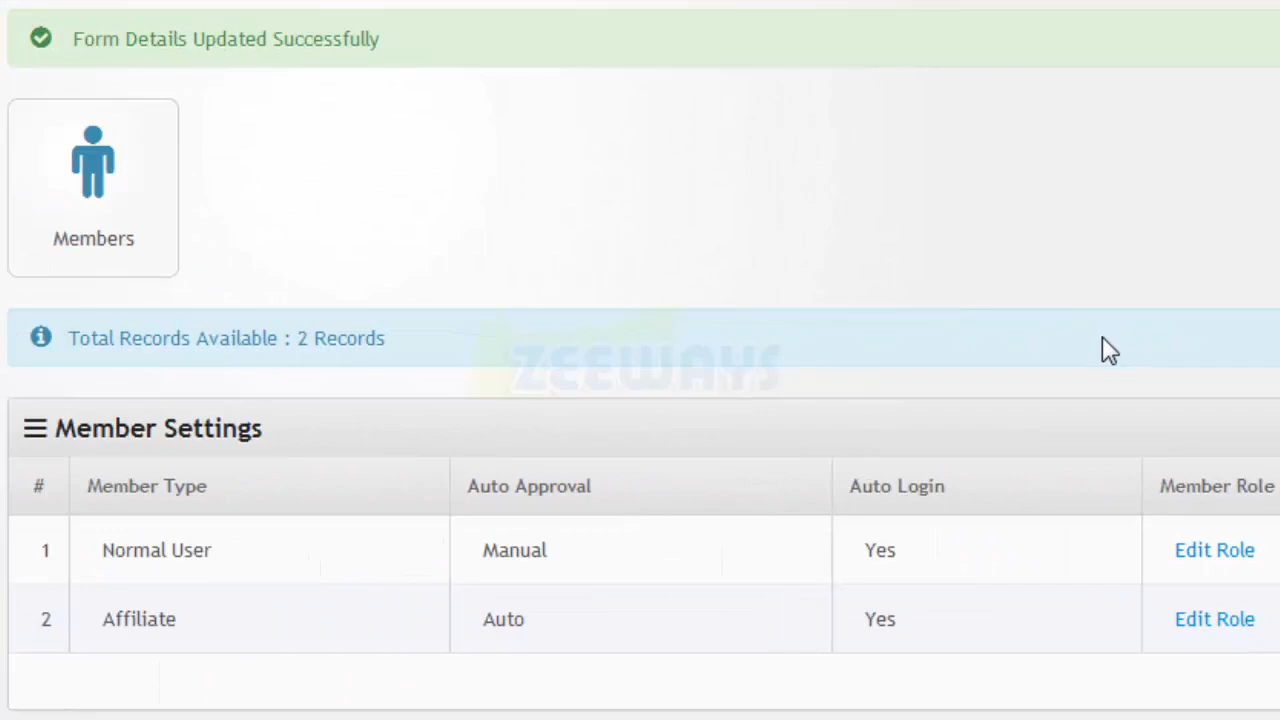 Form Details Updated Successfully
Members
Total Records Available : 2 Records
ZEEWAYS
Member Settings
# Member Type Auto Approval Auto Login Member Role
1 Normal User Manual Yes Edit Role
2 Affiliate Auto Yes Edit Role